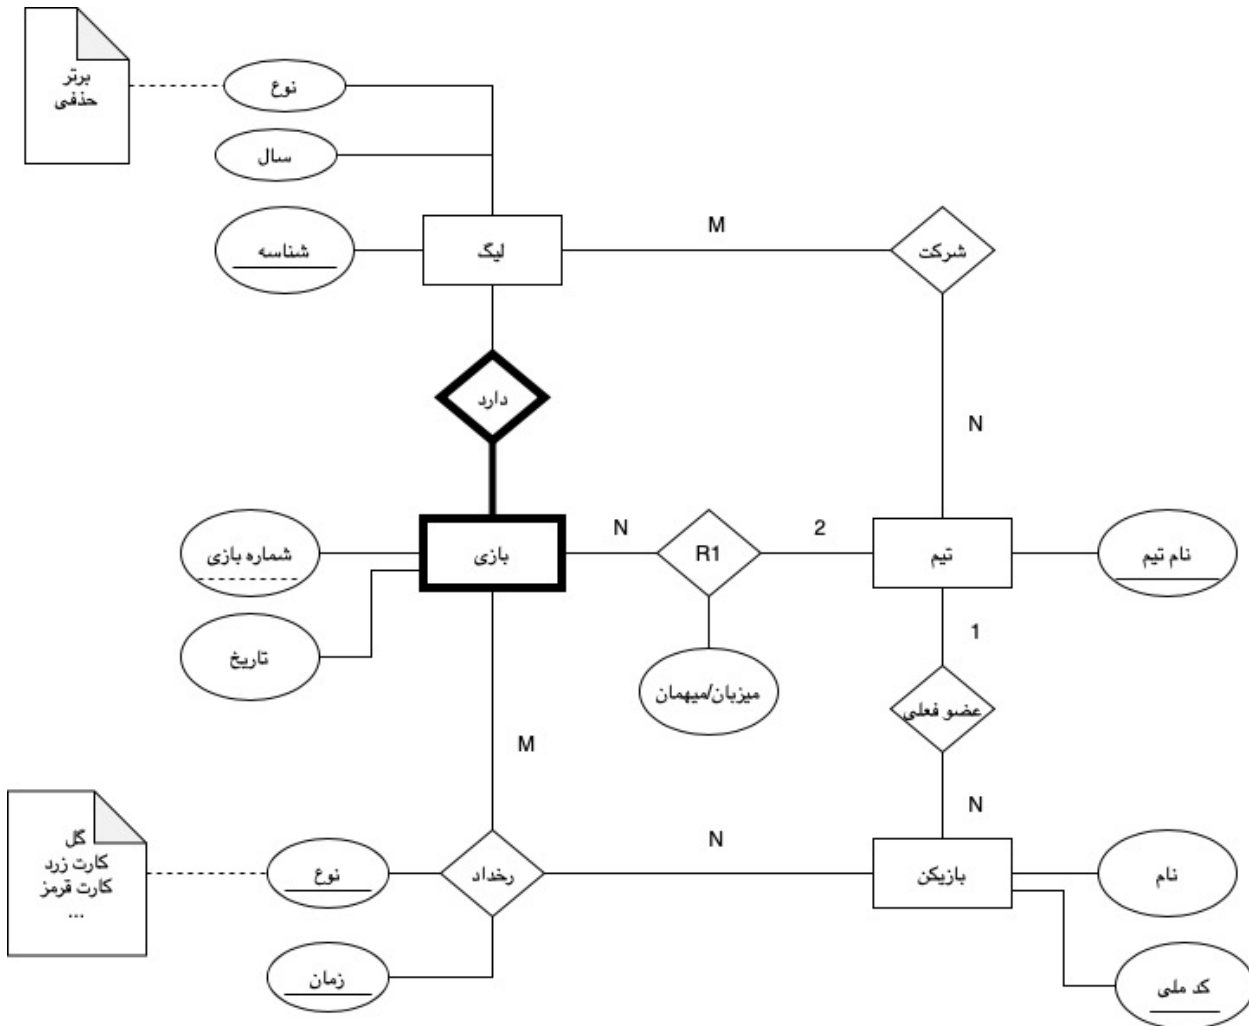 برتر
حذفی
نوع
سال
شناسه
لیگ
M
شرکت
دارد
N
شماره بازی
بازی
N
R1
2
تیم
نام تیم
تاریخ
میزبان/میهمان
1
عضو فعلی
M
N
گل
کارت زرد
کارت قرمز
...
نوع
رخداد
N
بازیکن
نام
زمان
کد ملی